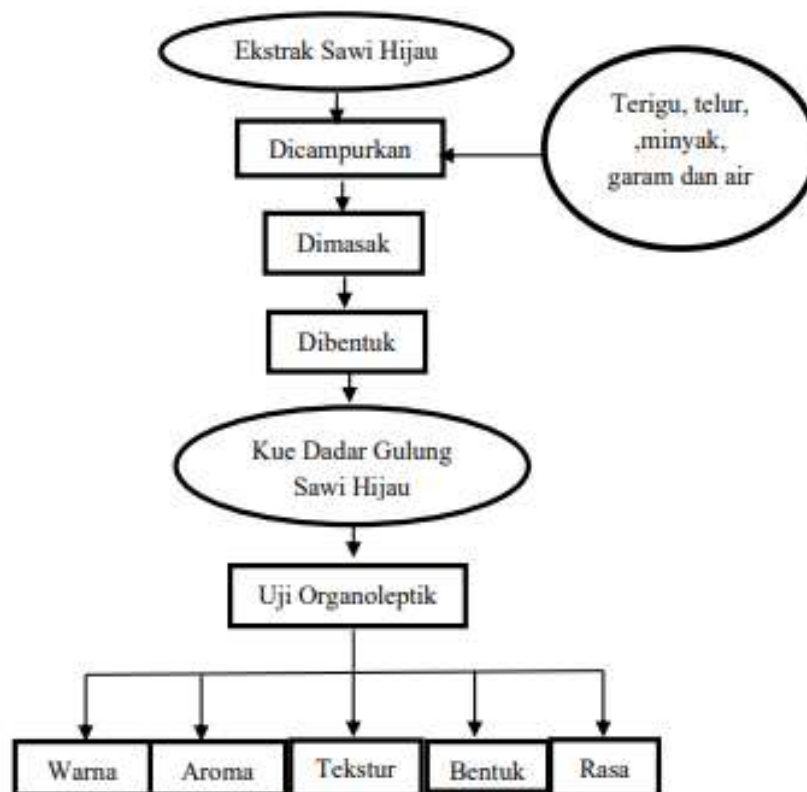 Ekstrak Sawi Hijau
Terigu, telur,
,minyak,
garam dan air
Dicampurkan
Dimasak
Dibentuk
Kue Dadar Gulung
Sawi Hijau
Uji Organoleptik
Warna
Aroma
Tekstur
Bentuk
Rasa